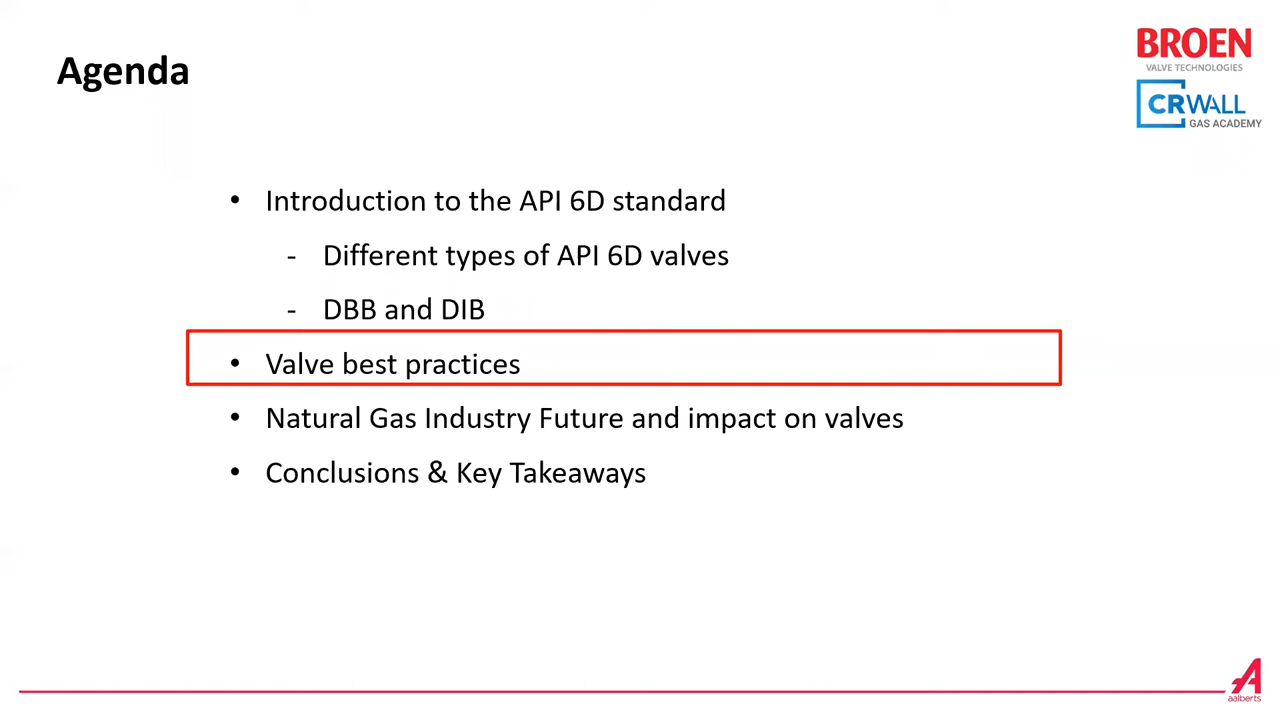 Agenda
BROEN
VALVE TECHNOLOGIES
CRWALL
GAS ACADEMY
• Introduction to the API 6D standard
- Different types of API 6D valves
- DBB and DIB
• Valve best practices
• Natural Gas Industry Future and impact on valves
• Conclusions & Key Takeaways
aalberts